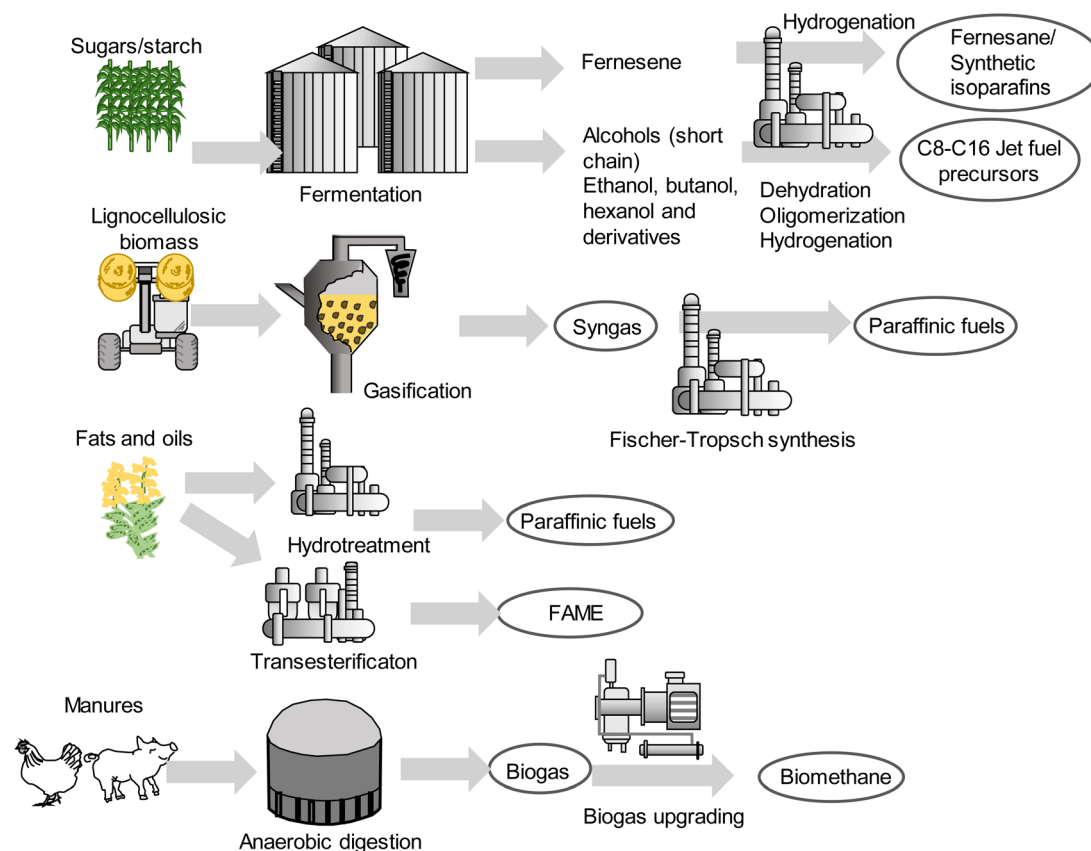 Sugars/starch
Fermentation
Fernesene
Hydrogenation
Fernesane/
Synthetic
isoparafins
Alcohols (short
chain)
Ethanol, butanol,
hexanol and
derivatives
Dehydration
Oligomerization
Hydrogenation
C8-C16 Jet fuel
precursors
Lignocellulosic
biomass
Gasification
Syngas
Fischer-Tropsch synthesis
Paraffinic fuels
Fats and oils
Hydrotreatment
Paraffinic fuels
Transesterificaton
FAME
Manures
Anaerobic digestion
Biogas
Biogas upgrading
Biomethane